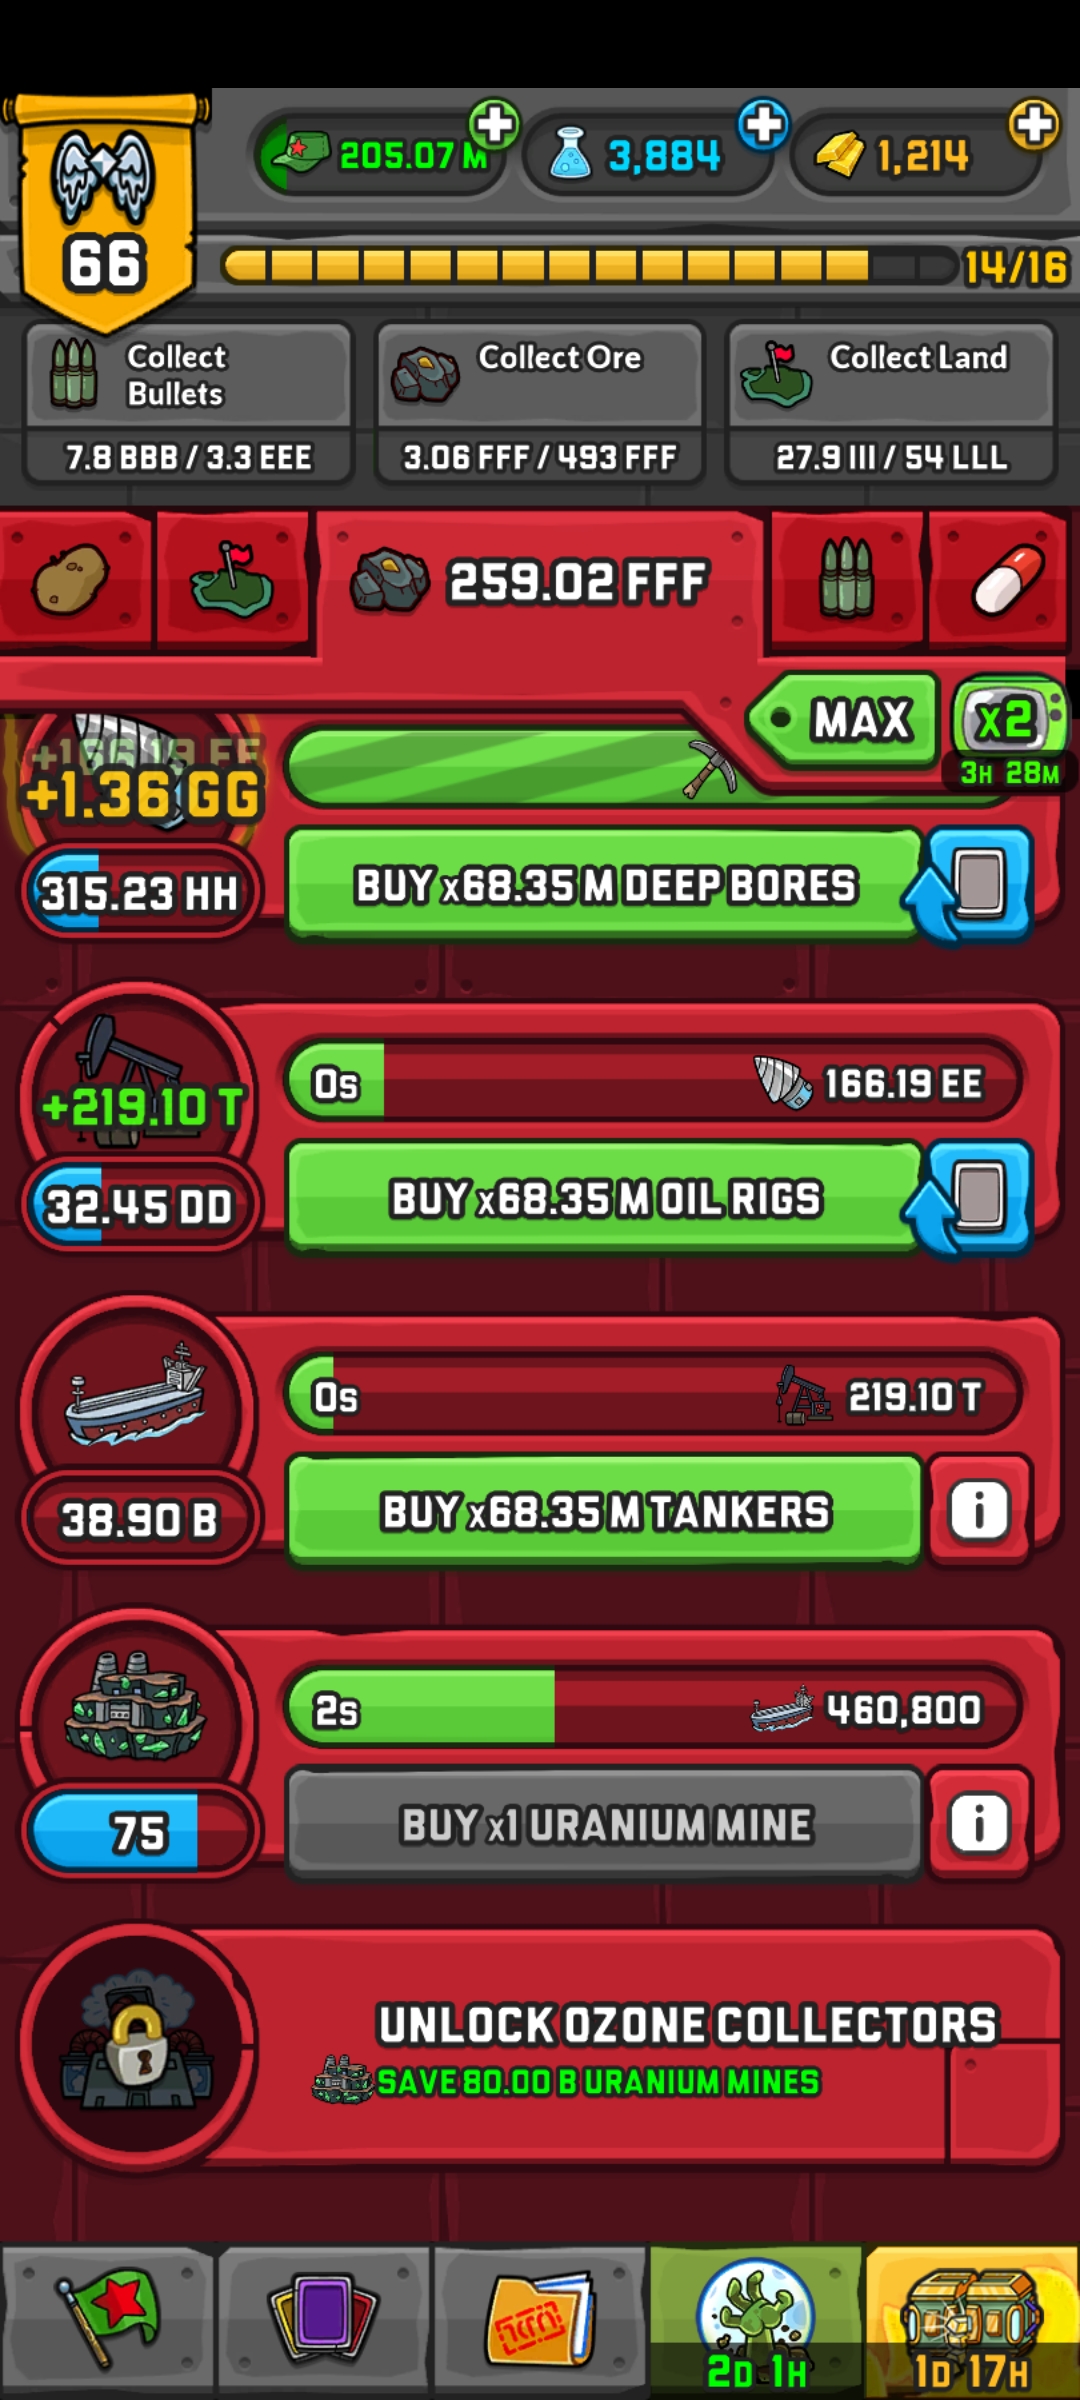 205.07 M
3,884
1,214
66
14/16
Collect
Bullets
7.8 BBB / 3.3 EEE
Collect Ore
3.06 FFF / 493 FFF
Collect Land
27.9 III / 54 LLL
259.02 FFF
MAX
x2
3H 28M
+166.19 EE
+1.36 GG
315.23 HH
BUY x68.35 M DEEP BORES
+219.10 T
0s
166.19 EE
32.45 DD
BUY x68.35 M OIL RIGS
0s
219.10 T
38.90 B
BUY x68.35 M TANKERS
i
2s
460,800
75
BUY x1 URANIUM MINE
i
UNLOCK OZONE COLLECTORS
SAVE 80.00 B URANIUM MINES
2D 1H
1D 17H